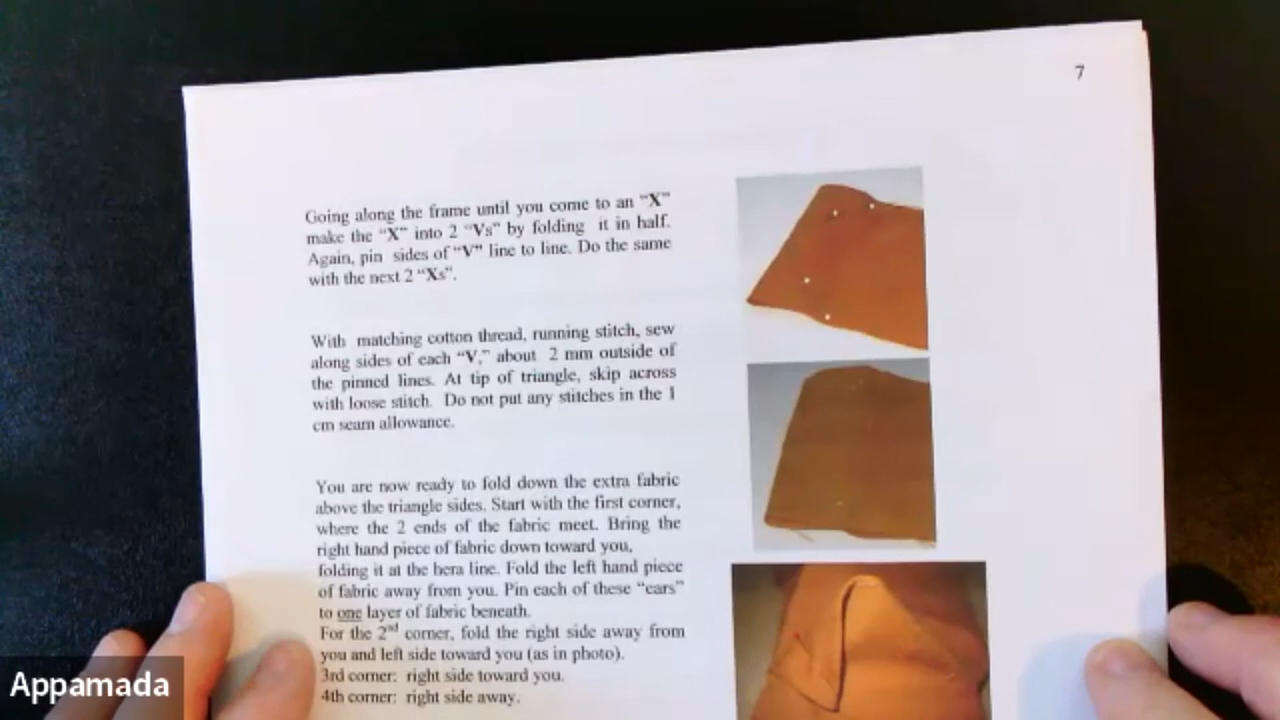 7
Going along the frame until you come to an "X"
make the "X" into 2 "Vs" by folding it in half.
Again, pin sides of "V" line to line. Do the same
with the next 2 "Xs".
With matching cotton thread, running stitch, sew
along sides of each "V," about 2 mm outside of
the pinned lines. At tip of triangle, skip across
with loose stitch. Do not put any stitches in the 1
cm seam allowance.
You are now ready to fold down the extra fabric
above the triangle sides. Start with the first corner,
where the 2 ends of the fabric meet. Bring the
right hand piece of fabric down toward you,
folding it at the hera line. Fold the left hand piece
of fabric away from you. Pin each of these "ears"
to one layer of fabric beneath.
For the 2nd corner, fold the right side away from
you and left side toward you (as in photo).
3rd corner: right side toward you.
4th corner: right side away.
Appamada